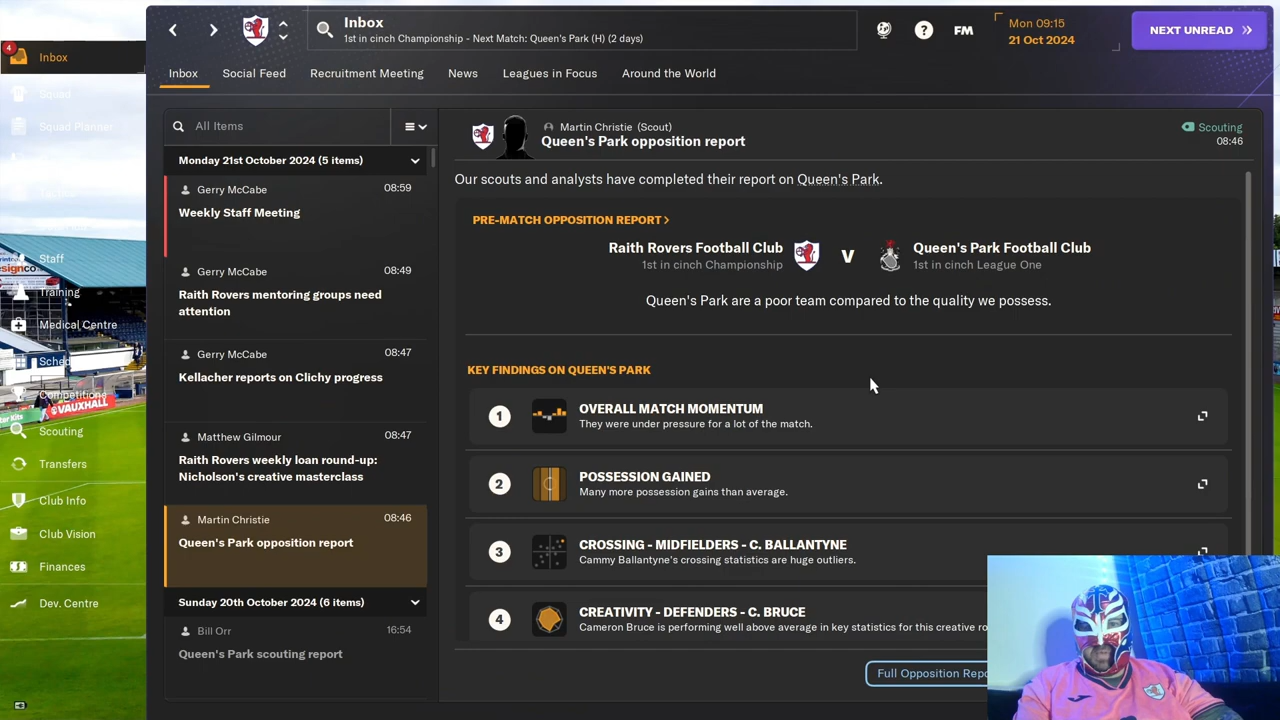 Inbox
1st in cinch Championship - Next Match: Queen's Park (H) (2 days)
FM
Mon 09:15
21 Oct 2024
NEXT UNREAD
4
Inbox
Squad
Squad Planner
Staff
Training
Medical Centre
Sched
Competitions
Scouting
Transfers
Club Info
Club Vision
Finances
Dev. Centre
Inbox
Social Feed
Recruitment Meeting
News
Leagues in Focus
Around the World
All Items
Monday 21st October 2024 (5 items)
Gerry McCabe
08:59
Weekly Staff Meeting
Gerry McCabe
08:49
Raith Rovers mentoring groups need
attention
Gerry McCabe
08:47
Kellacher reports on Clichy progress
Matthew Gilmour
08:47
Raith Rovers weekly loan round-up:
Nicholson's creative masterclass
Martin Christie
08:46
Queen's Park opposition report
Sunday 20th October 2024 (6 items)
Bill Orr
16:54
Queen's Park scouting report
Martin Christie (Scout)
Queen's Park opposition report
Scouting
08:46
Our scouts and analysts have completed their report on Queen's Park.
PRE-MATCH OPPOSITION REPORT >
Raith Rovers Football Club
1st in cinch Championship
v
Queen's Park Football Club
1st in cinch League One
Queen's Park are a poor team compared to the quality we possess.
KEY FINDINGS ON QUEEN'S PARK
1
OVERALL MATCH MOMENTUM
They were under pressure for a lot of the match.
2
POSSESSION GAINED
Many more possession gains than average.
3
CROSSING - MIDFIELDERS - C. BALLANTYNE
Cammy Ballantyne's crossing statistics are huge outliers.
4
CREATIVITY - DEFENDERS - C. BRUCE
Cameron Bruce is performing well above average in key statistics for this creative ro
Full Opposition Repo
VAUXHALL